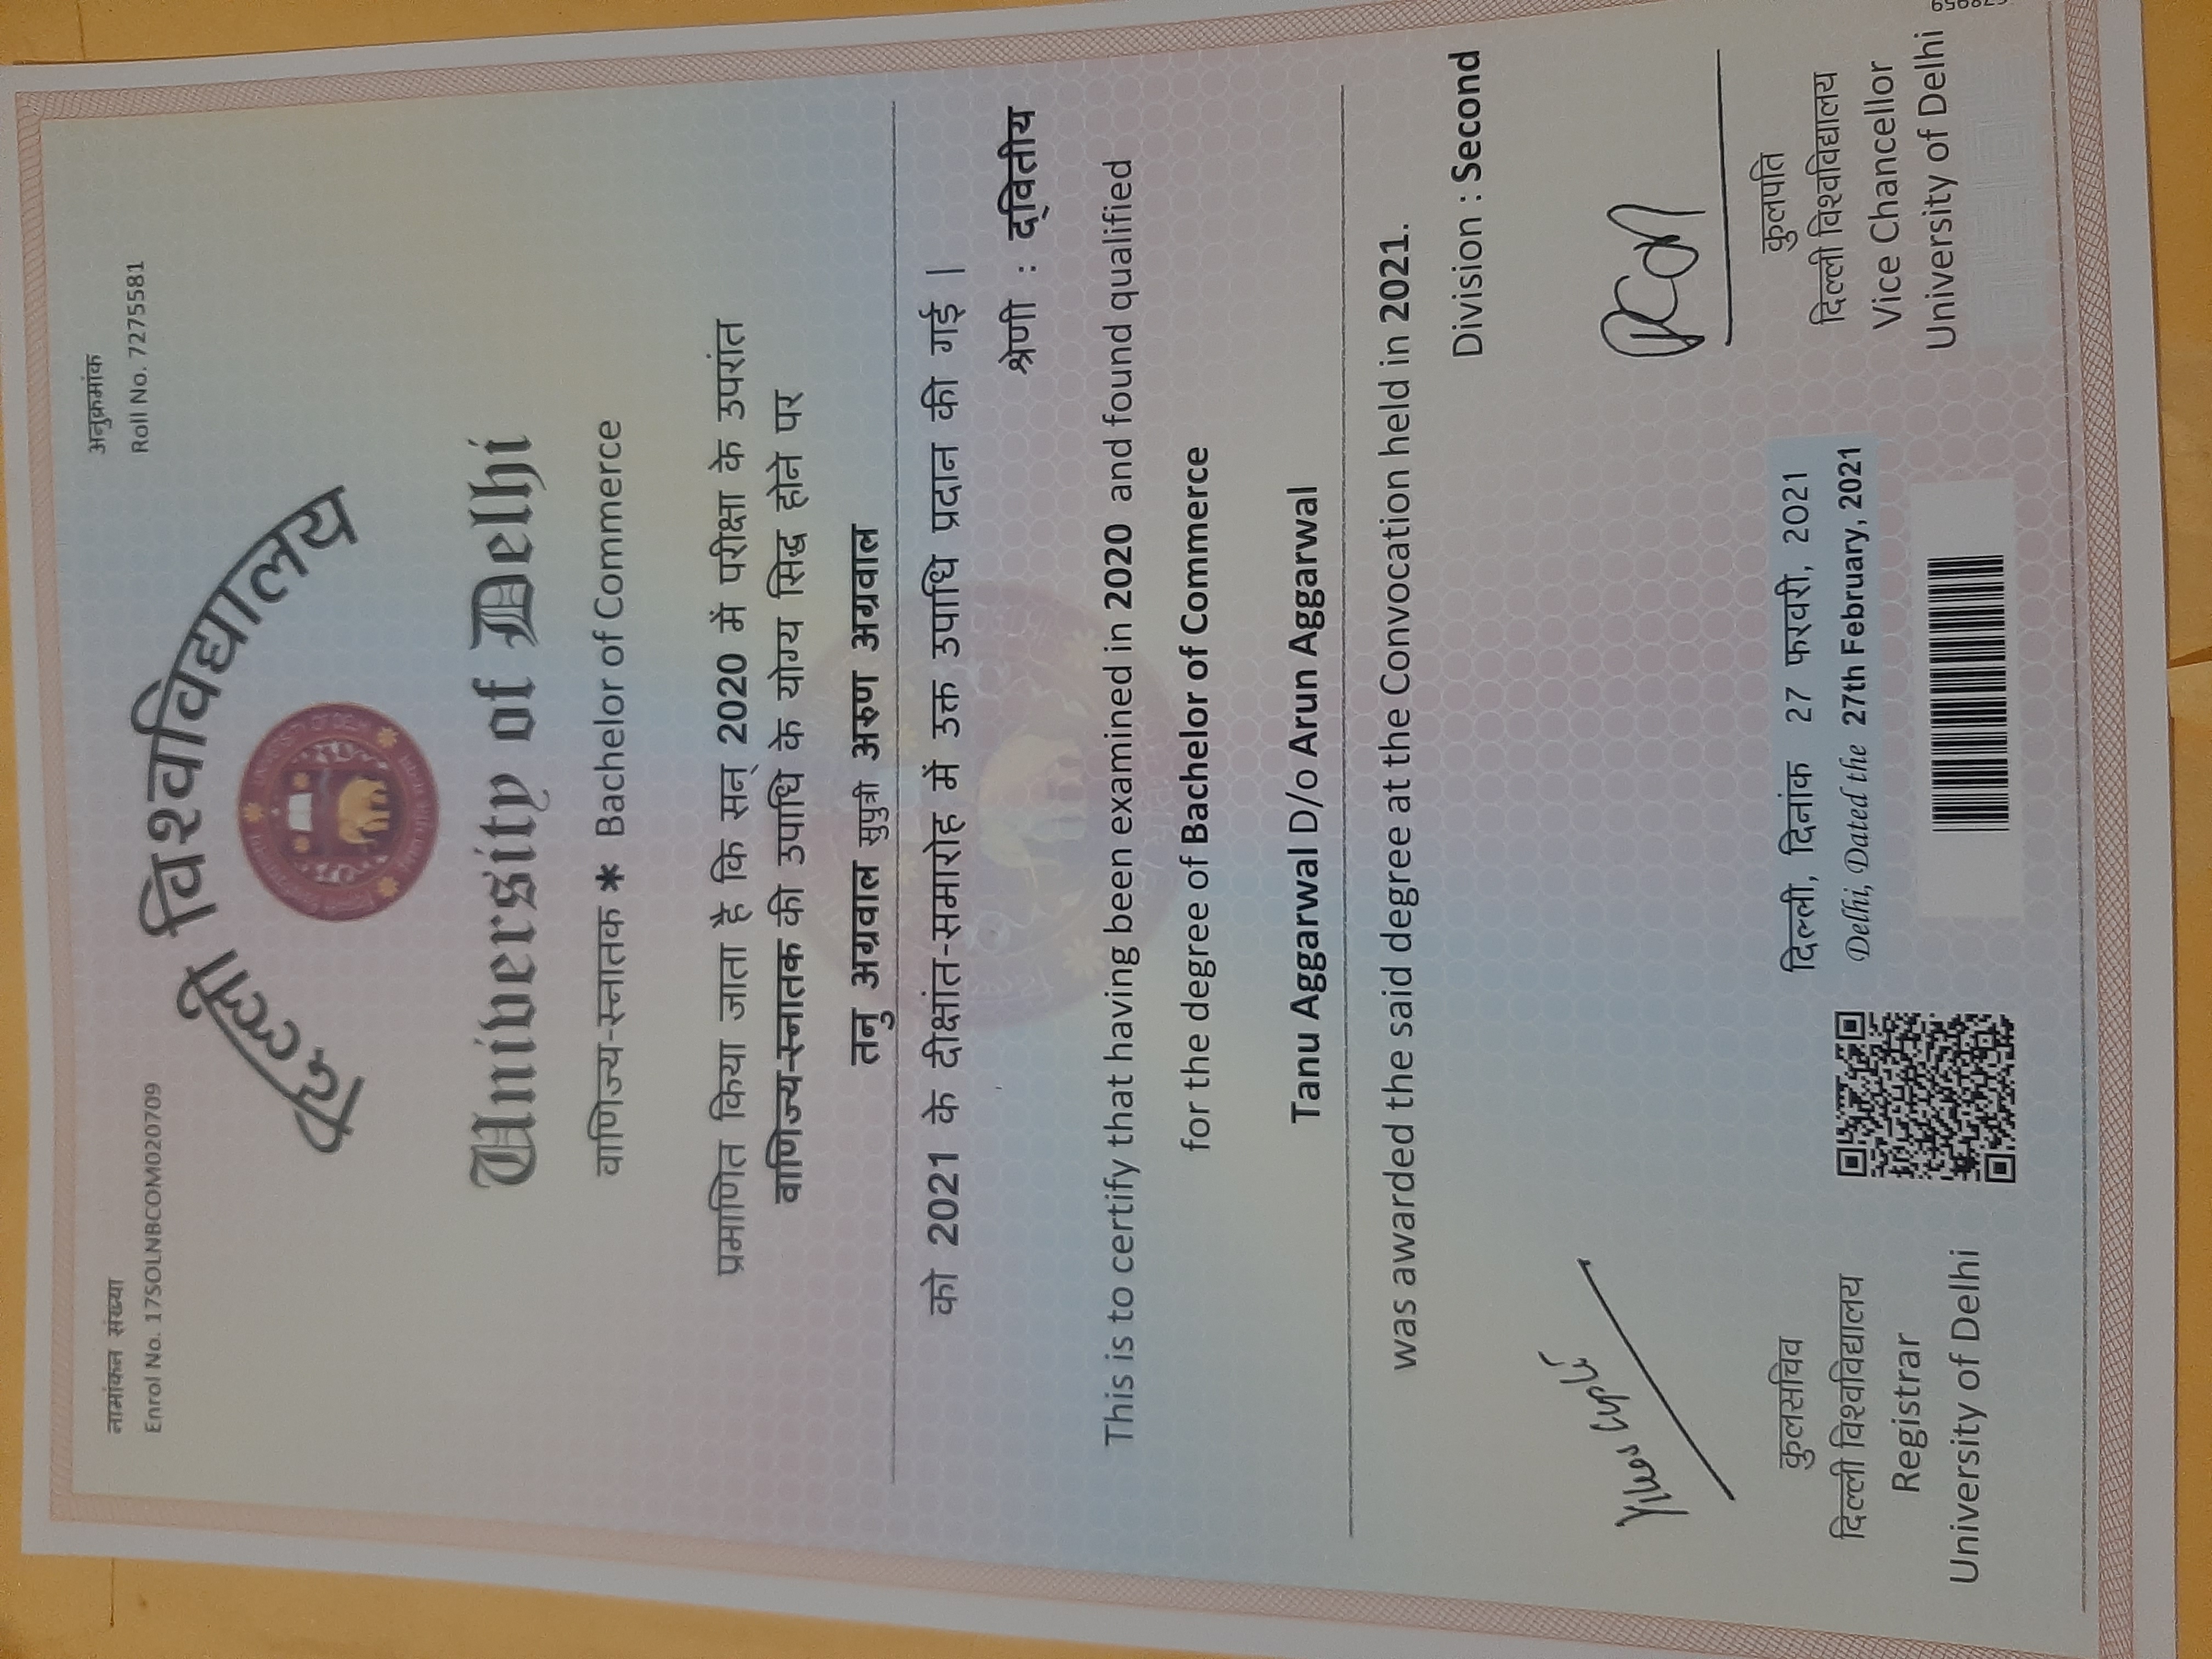 नामांकन संख्या
Enrol No. 17SOLNBCOM020709
अनुक्रमांक
Roll No. 72755581
दिल्ली विश्वविद्यालय
University of Delhi
वाणिज्य-स्नातक * Bachelor of Commerce
प्रमाणित किया जाता है कि सन् 2020 में परीक्षा के उपरांत
वाणिज्य-स्नातक की उपाधि के योग्य सिद्ध होने पर
तनु अग्रवाल सुपुत्री अरुण अग्रवाल
को 2021 के दीक्षांत-समारोह में उक्त उपाधि प्रदान की गई |
श्रेणी : द्वितीय
This is to certify that having been examined in 2020 and found qualified
for the degree of Bachelor of Commerce
Tanu Aggarwal D/o Arun Aggarwal
was awarded the said degree at the Convocation held in 2021.
Division : Second
कुलसचिव
दिल्ली विश्वविद्यालय
Registrar
University of Delhi
दिल्ली, दिनांक 27 फरवरी, 2021
Delhi, Dated the 27th February, 2021
कुलपति
दिल्ली विश्वविद्यालय
Vice Chancellor
University of Delhi